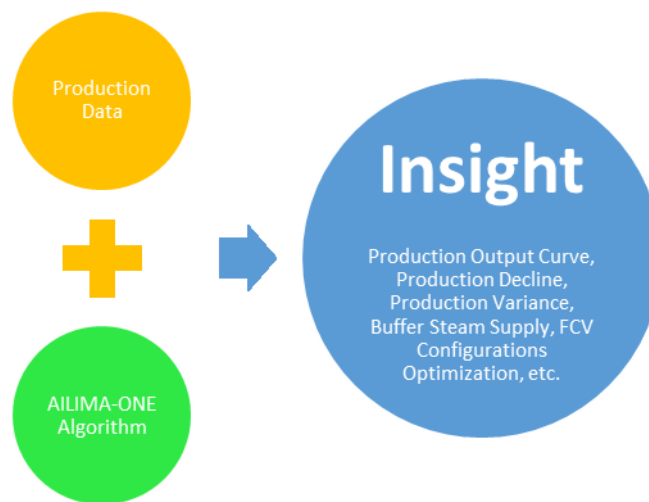 Production
Data
AILIMA-ONE
Algorithm
Insight
Production Output Curve,
Production Decline,
Production Variance,
Buffer Steam Supply, FCV
Configurations
Optimization, etc.